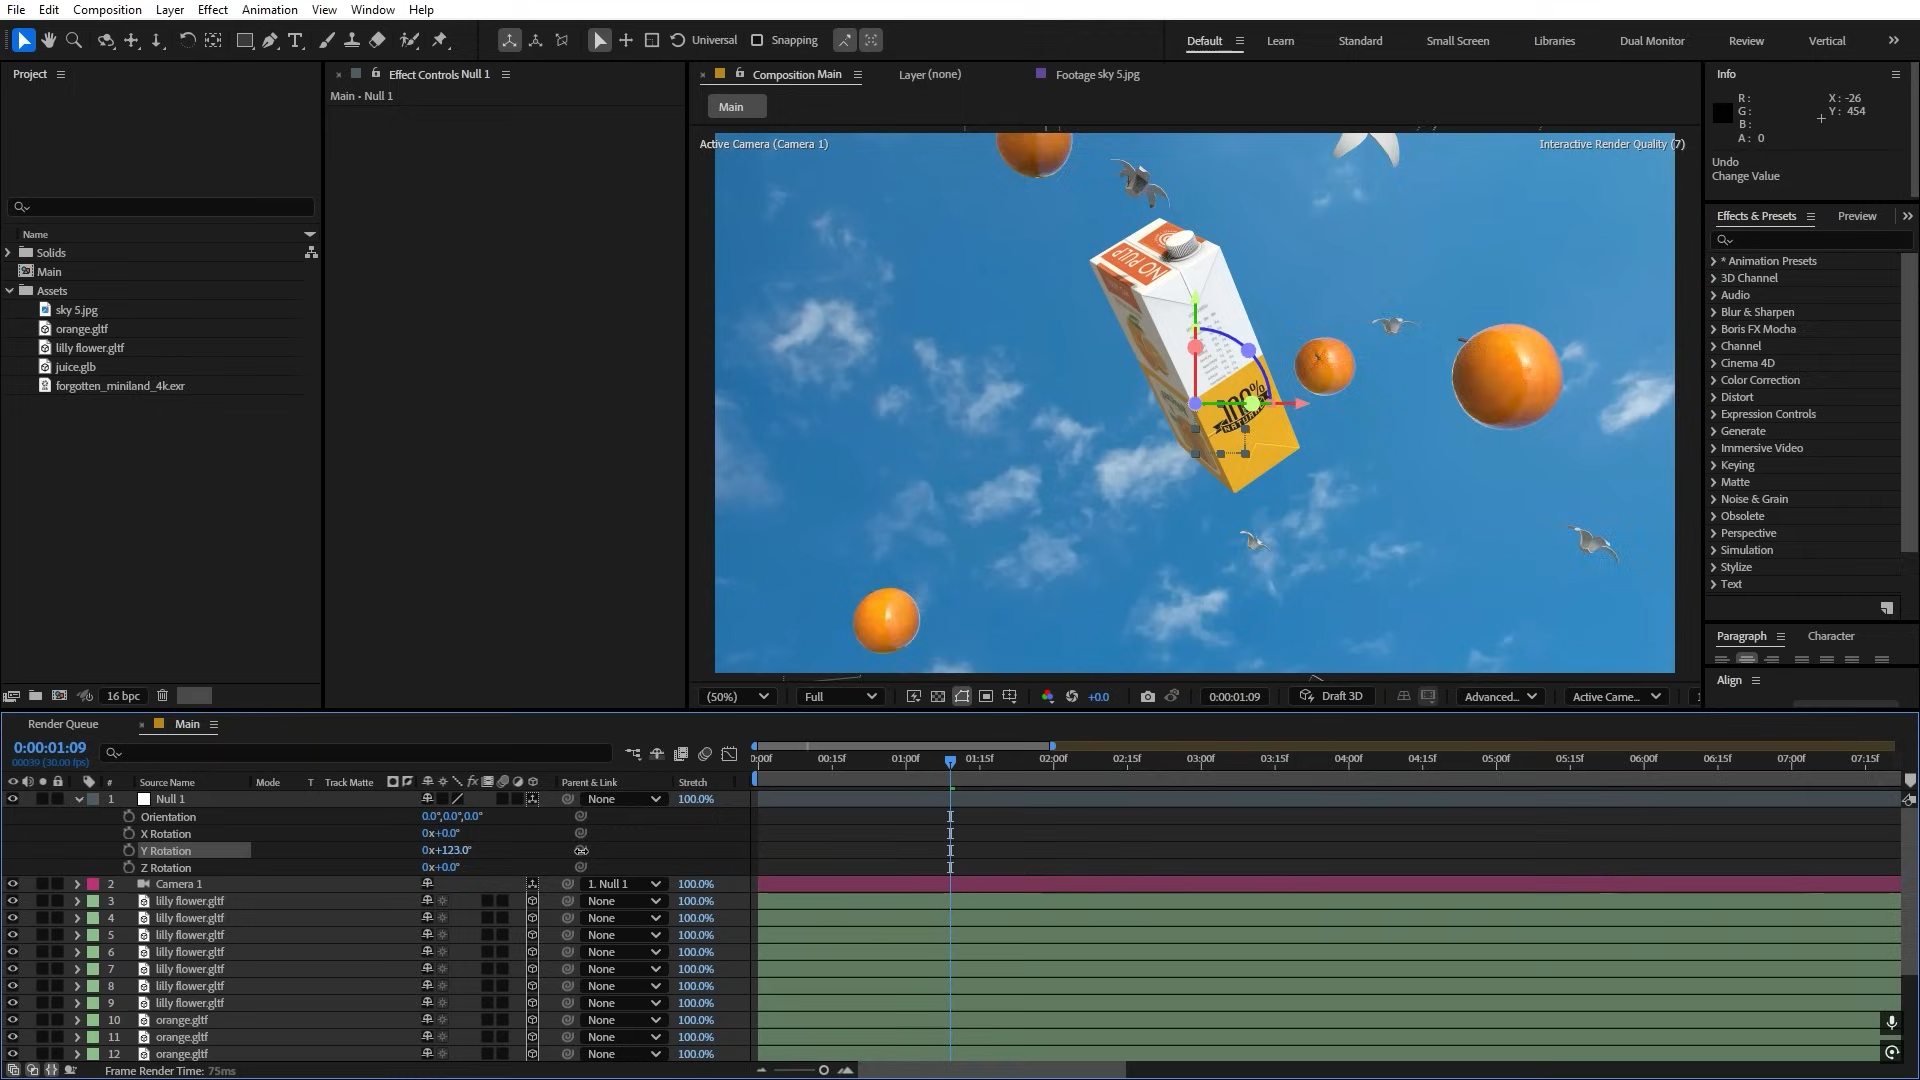 File Edit Composition Layer Effect Animation View Window Help
Universal Snapping Default Learn Standard Small Screen Libraries Dual Monitor Review Vertical
Project
Effect Controls Null 1
Main • Null 1
Name
Solids
Main
Assets
sky 5.jpg
orange.gltf
lilly flower.gltf
juice.glb
forgotten_miniland_4k.exr
16 bpc
Composition Main Layer (none) Footage sky 5.jpg
Main
Active Camera (Camera 1) Interactive Render Quality (7)
NO PULP
100%
NATURAL
(50%) Full +0.0 0:00:01:09 Draft 3D Advanced... Active Came...
Info
R: X: -26
G: Y: 454
B:
A: 0
Undo
Change Value
Effects & Presets Preview
* Animation Presets
3D Channel
Audio
Blur & Sharpen
Boris FX Mocha
Channel
Cinema 4D
Color Correction
Distort
Expression Controls
Generate
Immersive Video
Keying
Matte
Noise & Grain
Obsolete
Perspective
Simulation
Stylize
Text
Paragraph Character
Align
Render Queue Main
0:00:01:09
00039 (30.00 fps)
:00f 00:15f 01:00f 01:15f 02:00f 02:15f 03:00f 03:15f 04:00f 04:15f 05:00f 05:15f 06:00f 06:15f 07:00f 07:15f
# Source Name Mode T Track Matte fx Parent & Link Stretch
1 Null 1 None 100.0%
Orientation 0.0°,0.0°,0.0°
X Rotation 0x+0.0°
Y Rotation 0x+123.0°
Z Rotation 0x+0.0°
2 Camera 1 1. Null 1 100.0%
3 lilly flower.gltf None 100.0%
4 lilly flower.gltf None 100.0%
5 lilly flower.gltf None 100.0%
6 lilly flower.gltf None 100.0%
7 lilly flower.gltf None 100.0%
8 lilly flower.gltf None 100.0%
9 lilly flower.gltf None 100.0%
10 orange.gltf None 100.0%
11 orange.gltf None 100.0%
12 orange.gltf None 100.0%
Frame Render Time: 75ms